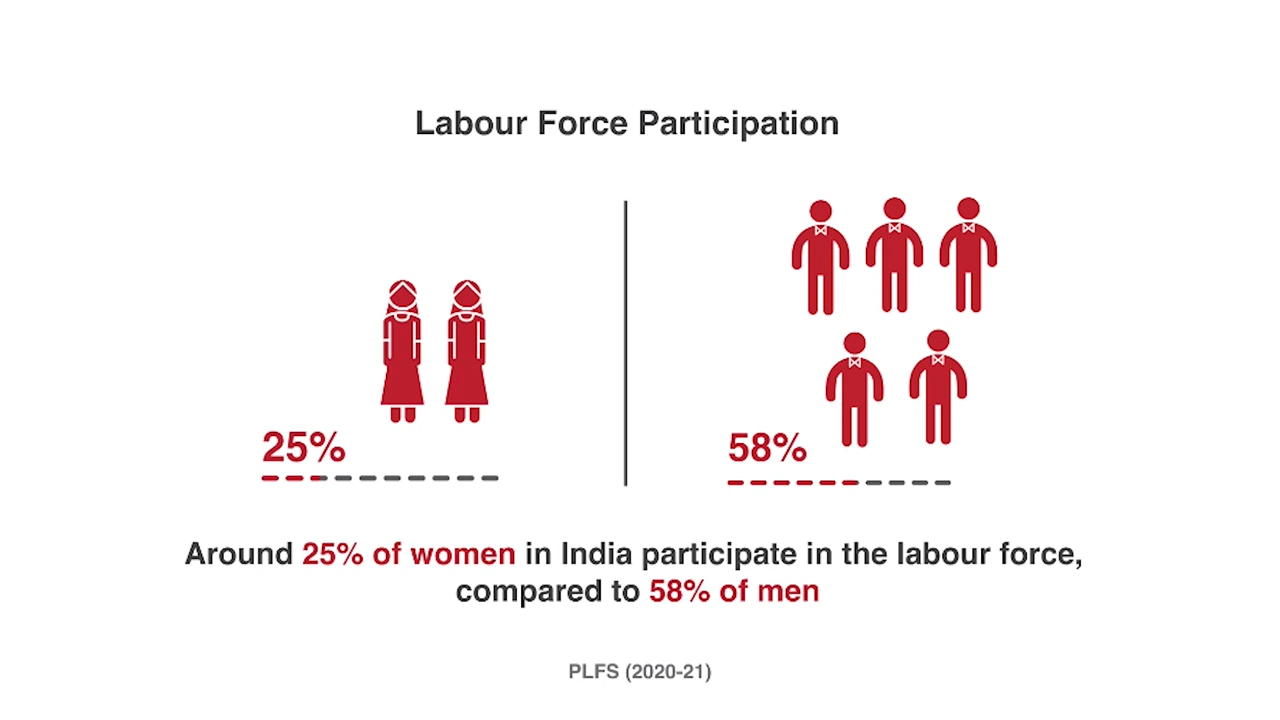 Labour Force Participation
25%
58%
Around 25% of women in India participate in the labour force,
compared to 58% of men
PLFS (2020-21)